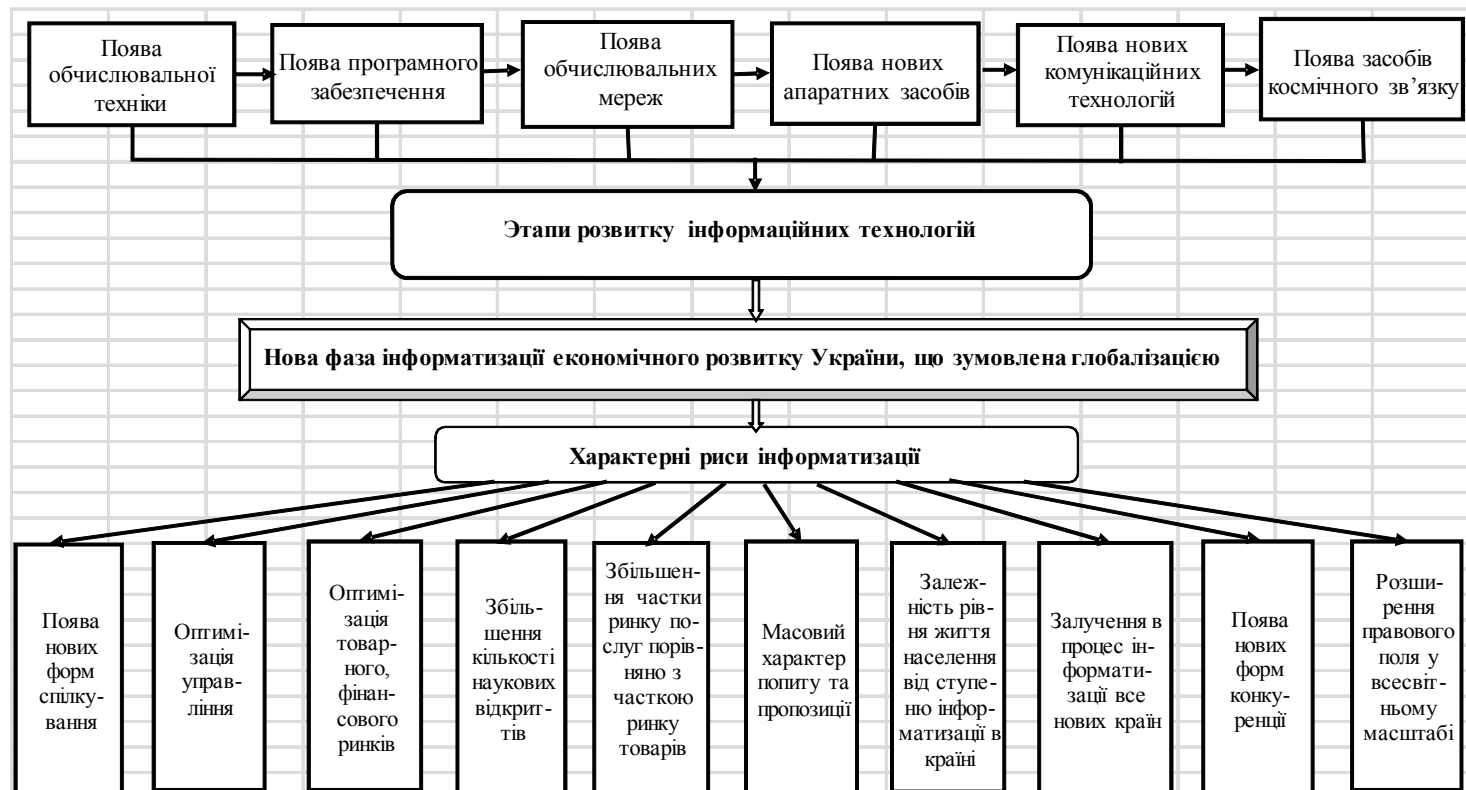 Поява
обчислювальної
техніки
Поява програмного
забезпечення
Поява
обчислювальних
мереж
Поява нових
апаратних засобів
Поява нових
комунікаційних
технологій
Поява засобів
космічного зв’язку
Этапи розвитку інформаційних технологій
Нова фаза інформатизації економічного розвитку України, що зумовлена глобалізацією
Характерні риси інформатизації
Поява
нових
форм
спілку-
вання
Оптимі-
зація
управ-
ління
Оптимі-
зація
товар-
ного,
фінан-
сового
ринків
Збіль-
шення
кількості
наукових
відкрит-
тів
Збільшен-
ня частки
ринку по-
слуг порів-
няно з
часткою
ринку
товарів
Масовий
характер
попиту та
пропозиції
Залеж-
ність рів-
ня життя
населення
від ступе-
ню інфор-
матизації в
країні
Залучення в
процес ін-
формати-
зації все
нових країн
Поява
нових
форм
конку-
ренції
Розши-
рення
правового
поля у
всесвіт-
ньому
масштабі